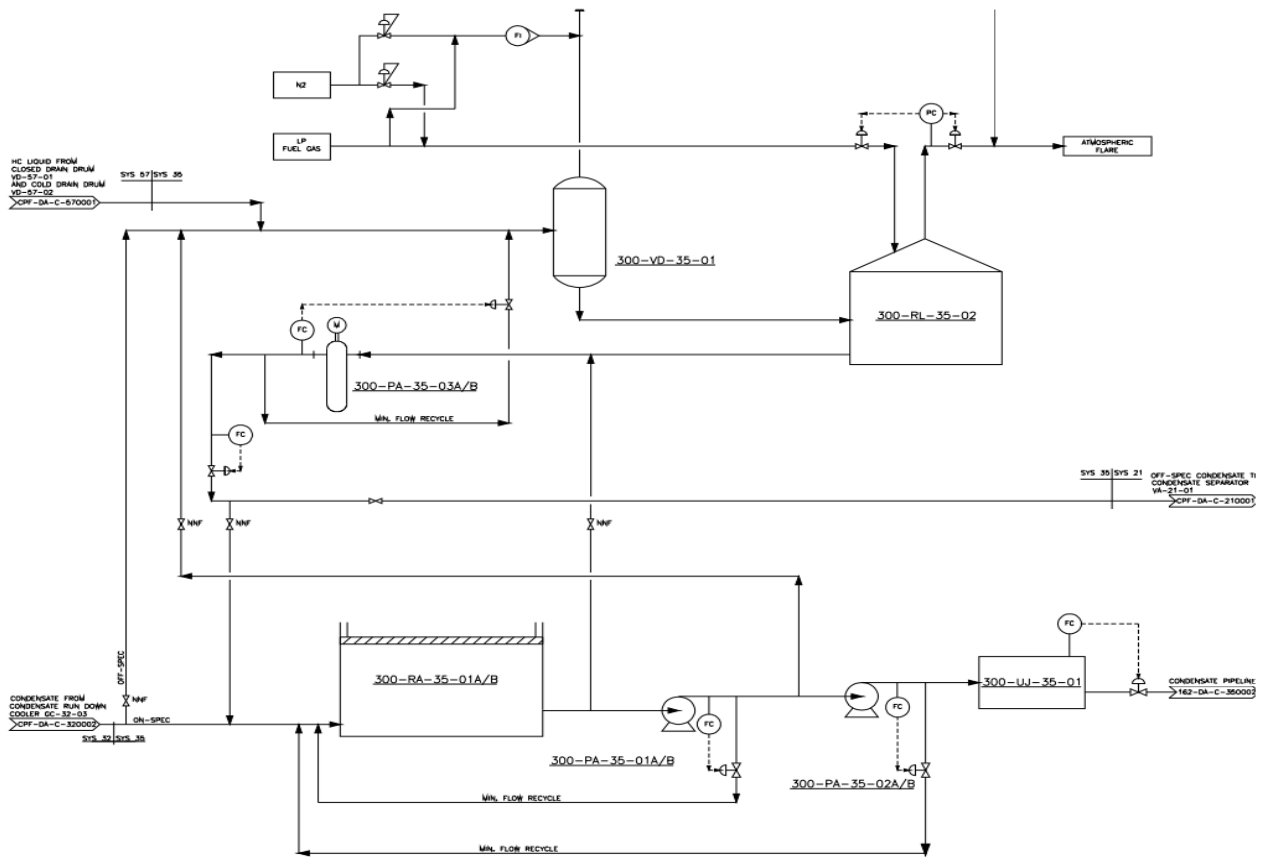 FI
N2
LP
FUEL GAS
PC
ATMOSPHERIC
FLARE
HC LIQUID FROM
CLOSED DRAIN DRUM
VD-57-01
AND COLD DRAIN DRUM
VD-57-02
CPF-DA-C-570001
SYS 57 SYS 35
300-VD-35-01
300-RL-35-02
FC
M
300-PA-35-03A/B
MIN. FLOW RECYCLE
FC
SYS 35 SYS 21
OFF-SPEC CONDENSATE T
CONDENSATE SEPARATOR
VA-21-01
CPF-DA-C-210001
NNF
NNF
NNF
OFF-SPEC
300-RA-35-01A/B
FC
300-UJ-35-01
CONDENSATE PIPELINE
162-DA-C-350002
CONDENSATE FROM
CONDENSATE RUN DOWN
COOLER GC-32-03
CPF-DA-C-320002
NNF
ON-SPEC
SYS 32 SYS 35
FC
FC
300-PA-35-01A/B
300-PA-35-02A/B
MIN. FLOW RECYCLE
MIN. FLOW RECYCLE